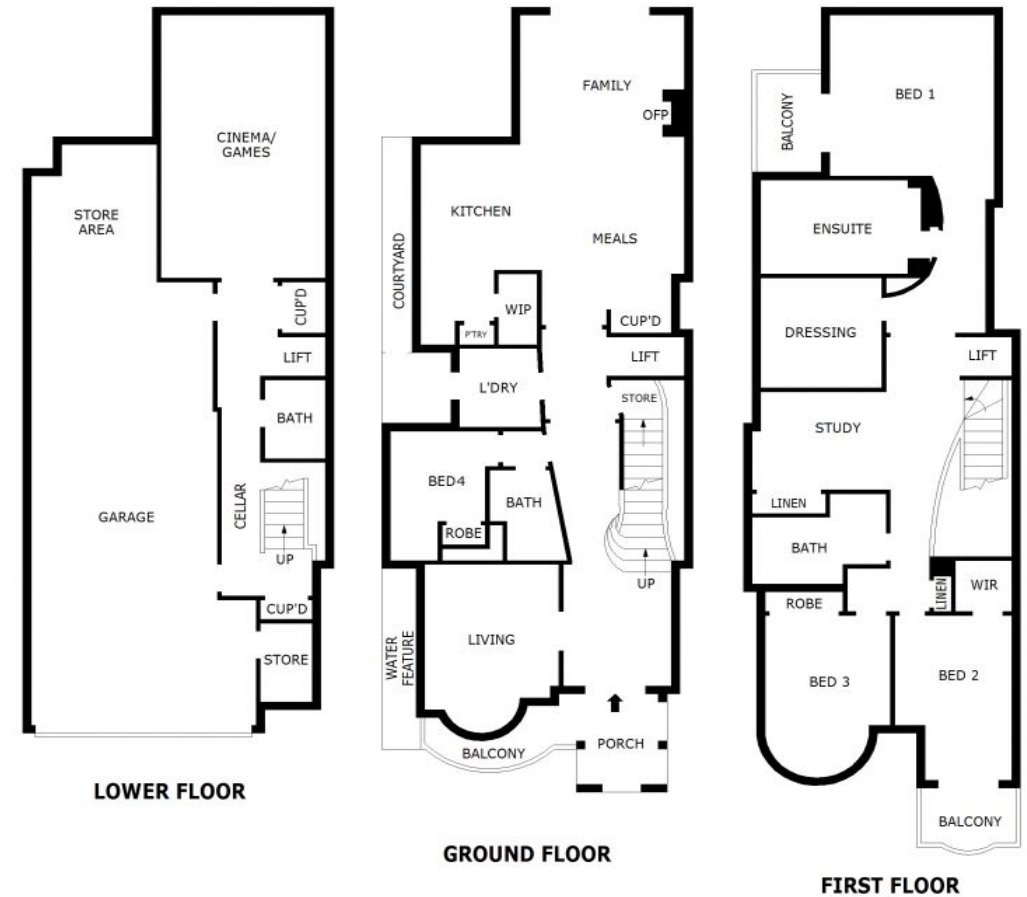 CINEMA/
GAMES
STORE
AREA
CUP'D
LIFT
BATH
GARAGE
CELLAR
UP
CUP'D
STORE
LOWER FLOOR
FAMILY
OFP
KITCHEN
MEALS
COURTYARD
WIP
P'TRY
CUP'D
LIFT
L'DRY
STORE
BED4
BATH
ROBE
UP
LIVING
WATER
FEATURE
PORCH
BALCONY
GROUND FLOOR
BED 1
BALCONY
ENSUITE
DRESSING
LIFT
STUDY
LINEN
BATH
LINEN
WIR
ROBE
BED 3
BED 2
BALCONY
FIRST FLOOR